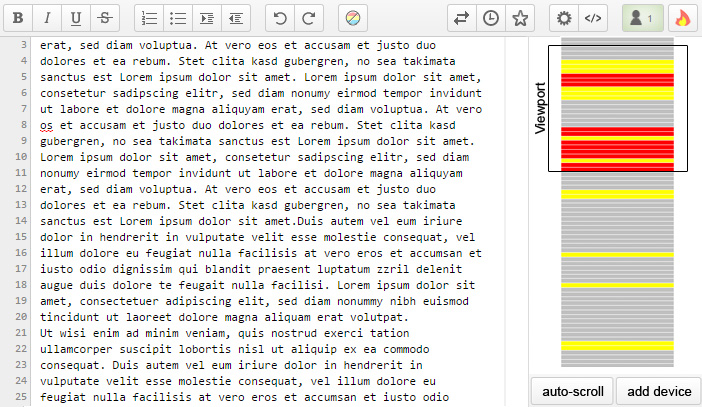 B I U S
</> 1
3 erat, sed diam voluptua. At vero eos et accusam et justo duo
4 dolores et ea rebum. Stet clita kasd gubergren, no sea takimata
5 sanctus est Lorem ipsum dolor sit amet. Lorem ipsum dolor sit amet,
6 consetetur sadipscing elitr, sed diam nonumy eirmod tempor invidunt
7 ut labore et dolore magna aliquyam erat, sed diam voluptua. At vero
8 os et accusam et justo duo dolores et ea rebum. Stet clita kasd
9 gubergren, no sea takimata sanctus est Lorem ipsum dolor sit amet.
10 Lorem ipsum dolor sit amet, consetetur sadipscing elitr, sed diam
11 nonumy eirmod tempor invidunt ut labore et dolore magna aliquyam
12 erat, sed diam voluptua. At vero eos et accusam et justo duo
13 dolores et ea rebum. Stet clita kasd gubergren, no sea takimata
14 sanctus est Lorem ipsum dolor sit amet.Duis autem vel eum iriure
15 dolor in hendrerit in vulputate velit esse molestie consequat, vel
16 illum dolore eu feugiat nulla facilisis at vero eros et accumsan et
17 iusto odio dignissim qui blandit praesent luptatum zzril delenit
18 augue duis dolore te feugait nulla facilisi. Lorem ipsum dolor sit
19 amet, consectetuer adipiscing elit, sed diam nonummy nibh euismod
20 tincidunt ut laoreet dolore magna aliquam erat volutpat.
21 Ut wisi enim ad minim veniam, quis nostrud exerci tation
22 ullamcorper suscipit lobortis nisl ut aliquip ex ea commodo
23 consequat. Duis autem vel eum iriure dolor in hendrerit in
24 vulputate velit esse molestie consequat, vel illum dolore eu
25 feugiat nulla facilisis at vero eros et accumsan et iusto odio
Viewport
auto-scroll add device